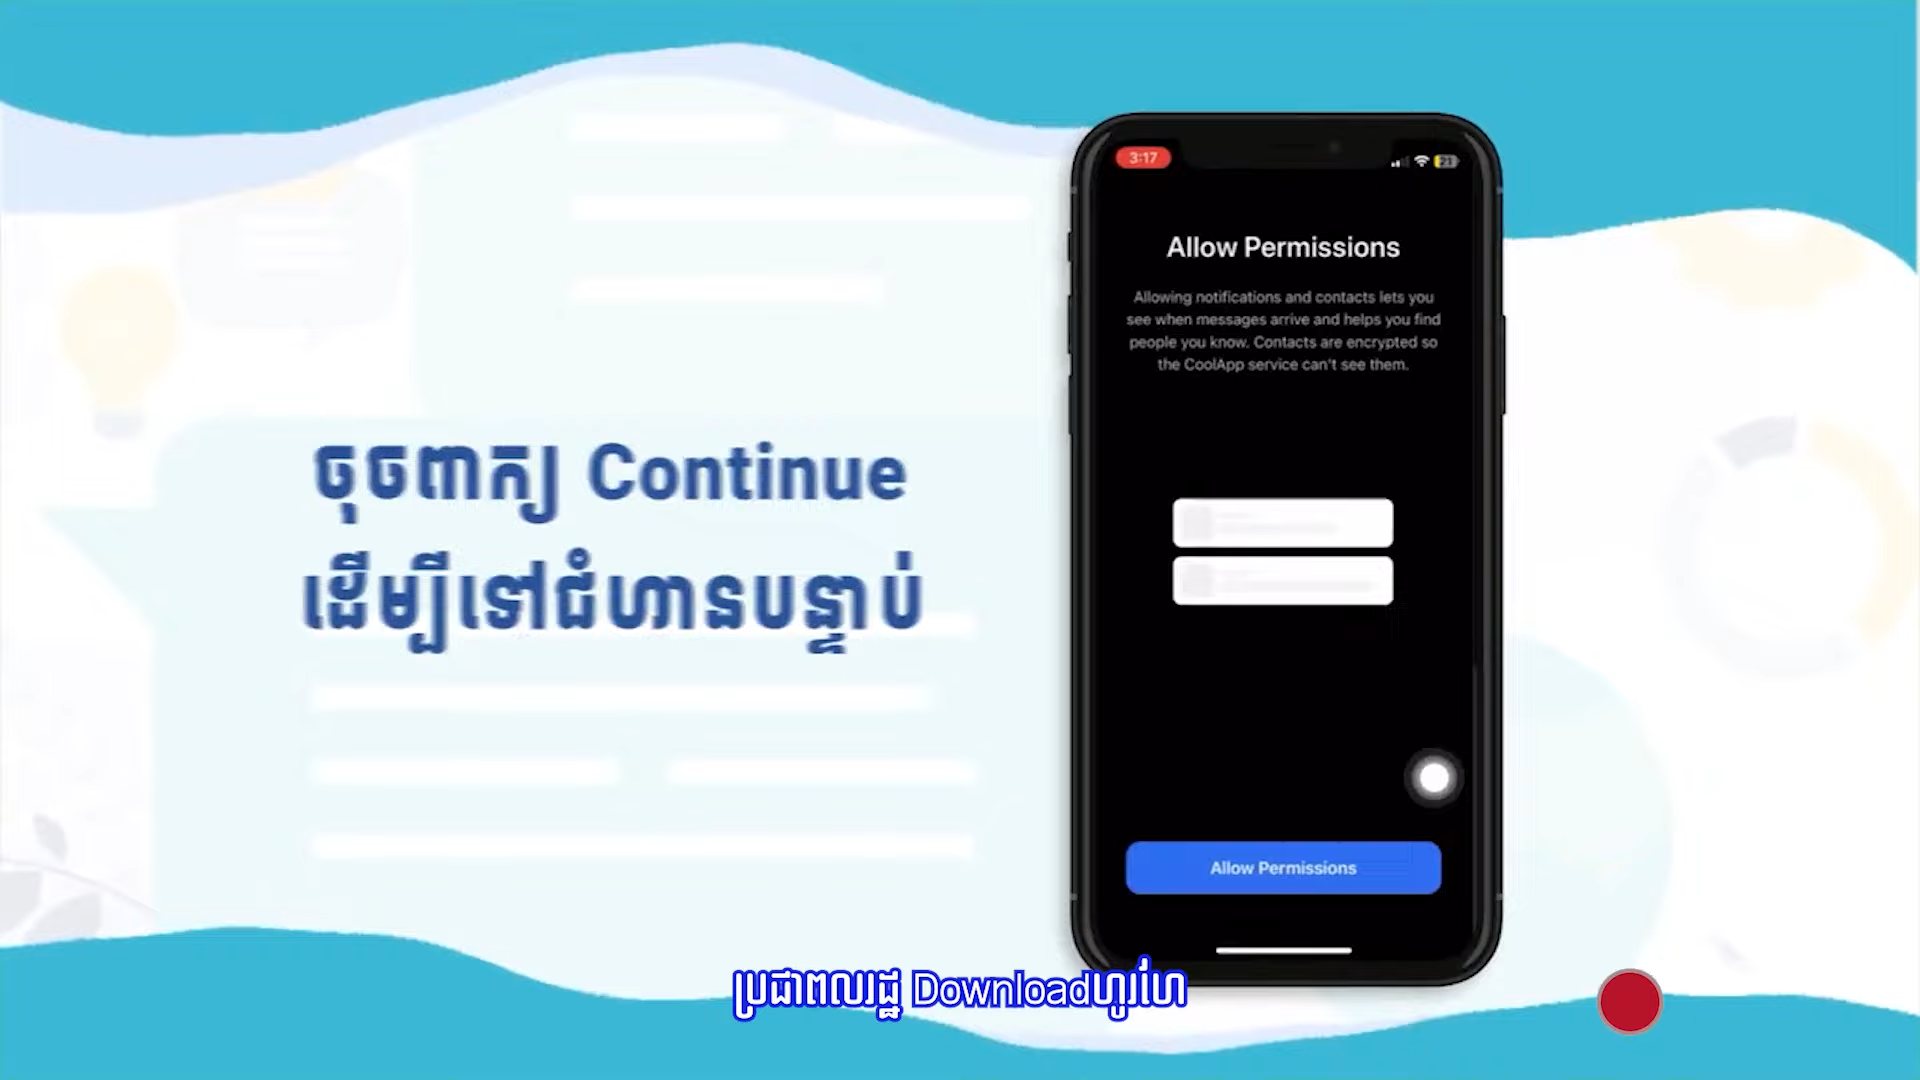 ចុចពាក្យ Continue
ដើម្បីទៅជំហានបន្ទាប់
3:17
21
Allow Permissions
Allowing notifications and contacts lets you
see when messages arrive and helps you find
people you know. Contacts are encrypted so
the CoolApp service can't see them.
Allow Permissions
ប្រជាពលរដ្ឋ Downloadហូរហែ